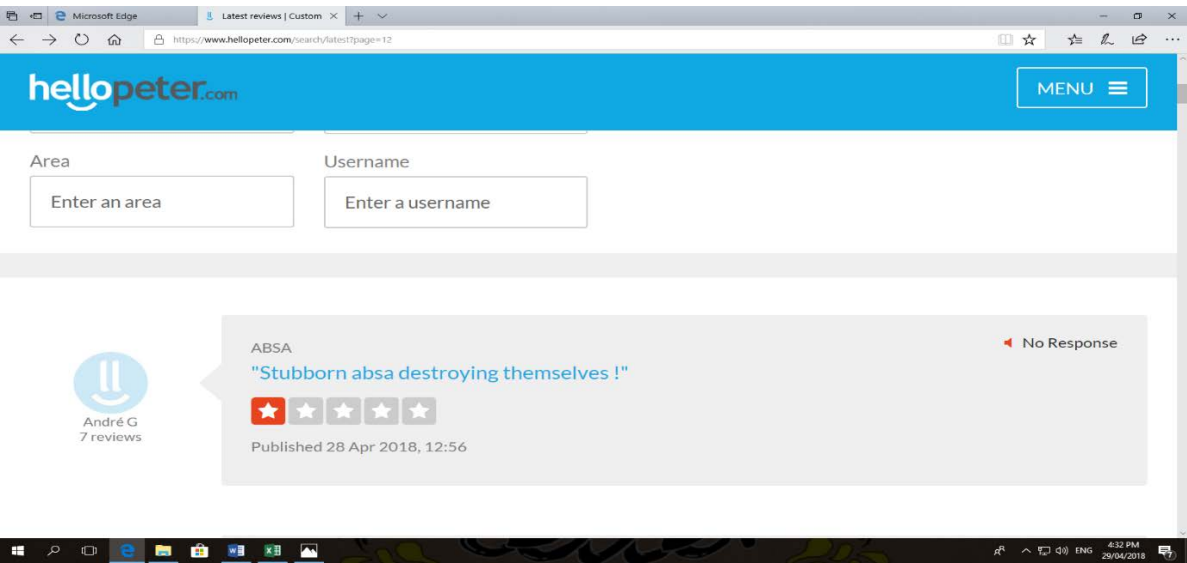 Microsoft Edge
Latest reviews | Custom
https://www.hellopeter.com/search/latest?page=12
hellopeter.com
MENU
Area
Username
Enter an area
Enter a username
ABSA
No Response
"Stubborn absa destroying themselves !"
André G
7 reviews
Published 28 Apr 2018, 12:56
ENG
4:32 PM
29/04/2018